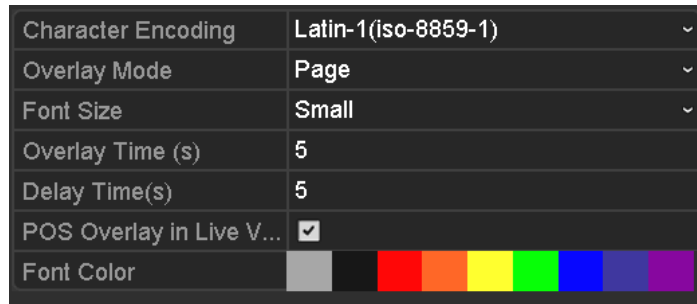 Character Encoding Latin-1(iso-8859-1)
Overlay Mode Page
Font Size Small
Overlay Time (s) 5
Delay Time(s) 5
POS Overlay in Live V...
Font Color